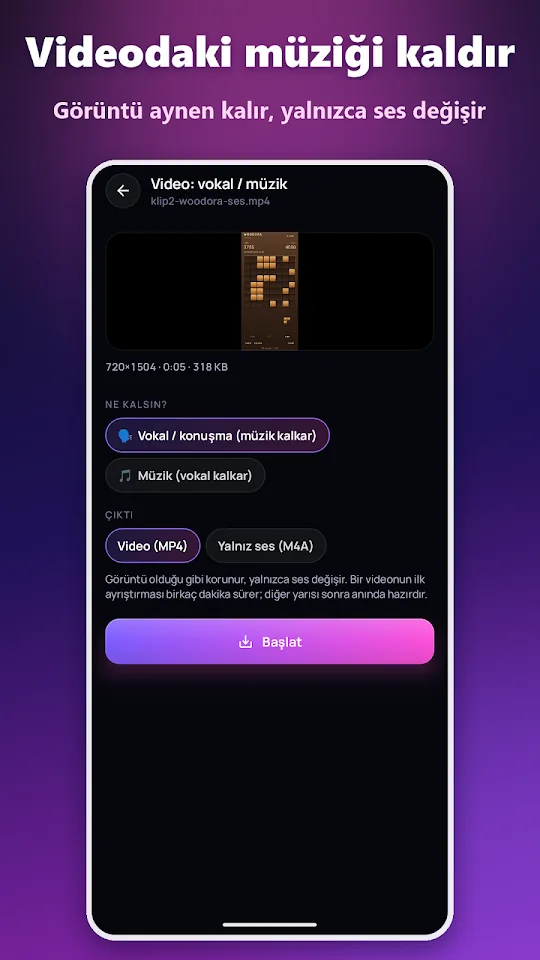 Videodaki müziği kaldır
Görüntü aynen kalır, yalnızca ses değişir
Video: vokal / müzik
klip2-woodora-ses.mp4
WOODORA
720×1504 · 0:05 · 318 KB
NE KALSIN?
Vokal / konuşma (müzik kalkar)
Müzik (vokal kalkar)
ÇIKTI
Video (MP4)
Yalnız ses (M4A)
Görüntü olduğu gibi korunur, yalnızca ses değişir. Bir videonun ilk
ayrıştırması birkaç dakika sürer; diğer yarısı sonra anında hazırdır.
Başlat